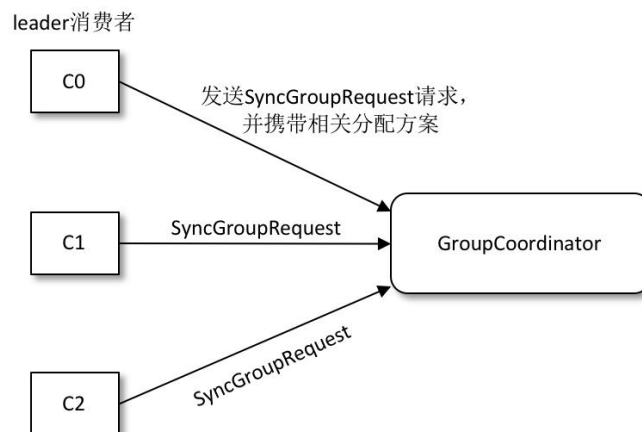 leader消费者
C0
发送SyncGroupRequest请求，
并携带相关分配方案
C1
SyncGroupRequest
GroupCoordinator
SyncGroupRequest
C2